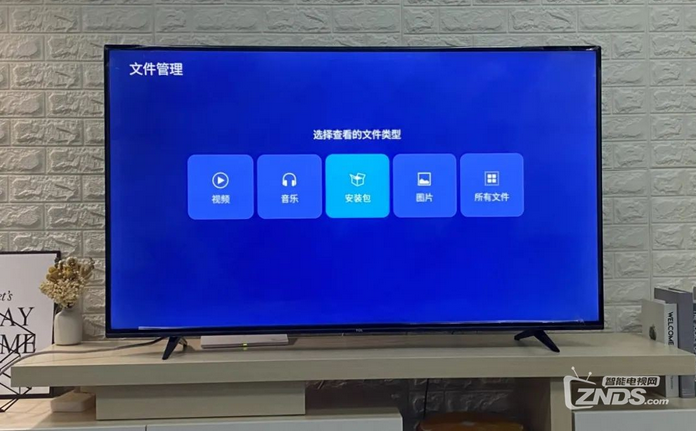 文件管理
选择查看的文件类型
视频
音乐
安装包
图片
所有文件
et's
AY
ME
WELCOME
智能电视网
ZNDS.com